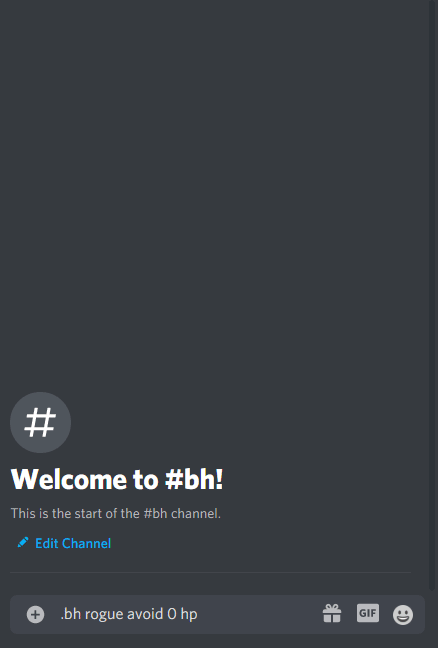 Welcome to #bh!
This is the start of the #bh channel.
Edit Channel
.bh rogue avoid 0 hp
GIF